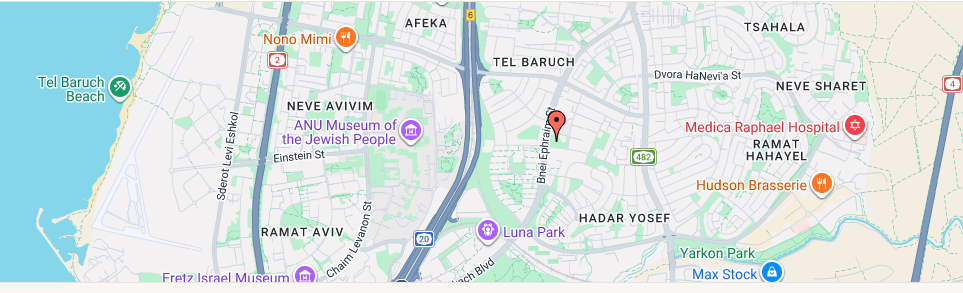 AFEKA
6
TSAHALA
Nono Mimi
2
TEL BARUCH
Dvora HaNevi'a St
4
Tel Baruch
Beach
NEVE SHARET
NEVE AVIVIM
ANU Museum of
the Jewish People
Sderot Levi Eshkol
Einstein St
Bnei Ephraim St
Medica Raphael Hospital
RAMAT
HAHAYEL
482
Hudson Brasserie
Chaim Levanon St
RAMAT AVIV
20
Luna Park
HADAR YOSEF
Yarkon Park
Max Stock
Eretz Israel Museum
ach Blvd